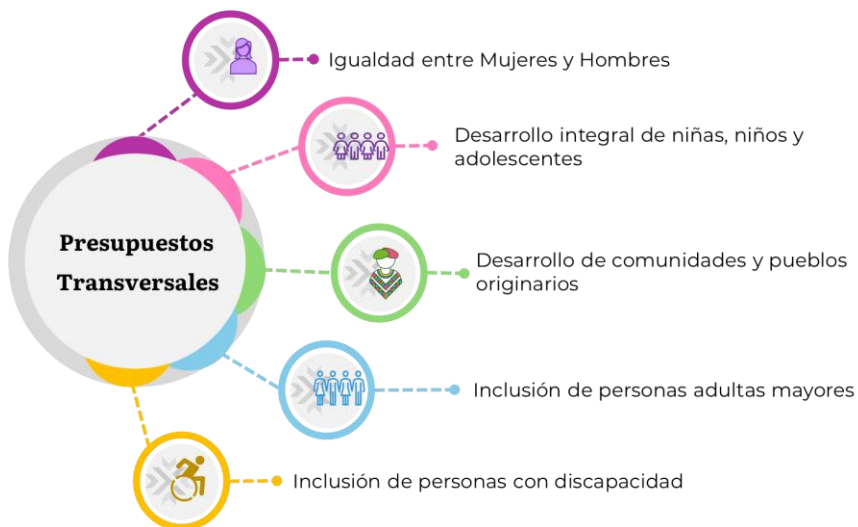 Igualdad entre Mujeres y Hombres
Desarrollo integral de niñas, niños y
adolescentes
Presupuestos
Transversales
Desarrollo de comunidades y pueblos
originarios
Inclusión de personas adultas mayores
Inclusión de personas con discapacidad